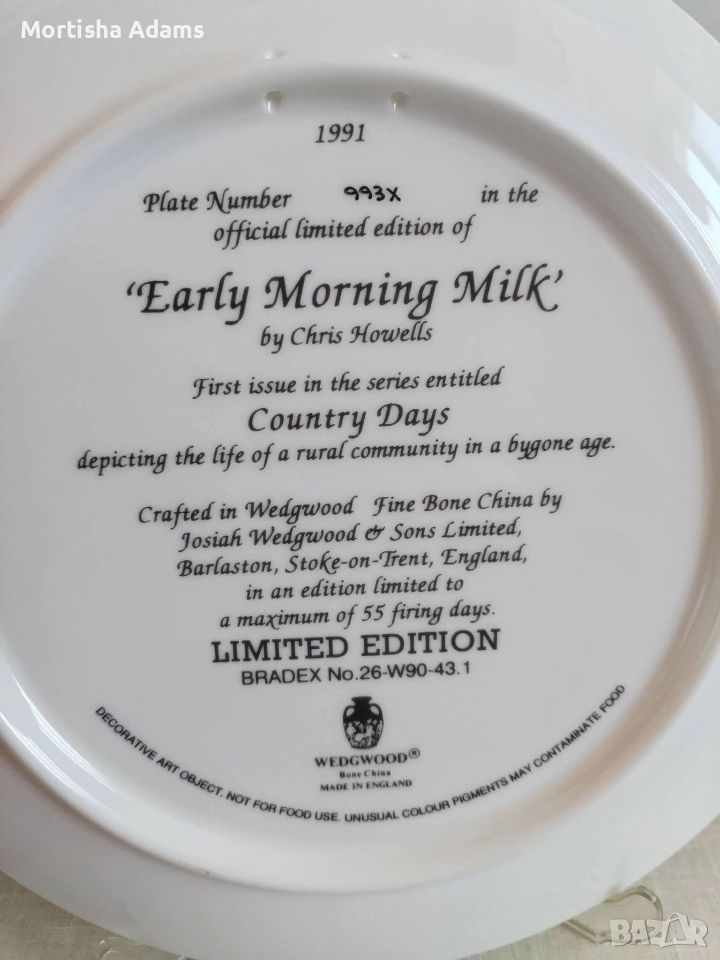 Mortisha Adams
1991
Plate Number 993X in the
official limited edition of
'Early Morning Milk'
by Chris Howells
First issue in the series entitled
Country Days
depicting the life of a rural community in a bygone age.
Crafted in Wedgwood Fine Bone China by
Josiah Wedgwood & Sons Limited,
Barlaston, Stoke-on-Trent, England,
in an edition limited to
a maximum of 55 firing days.
LIMITED EDITION
BRADEX No.26-W90-43.1
WEDGWOOD®
Bone China
MADE IN ENGLAND
DECORATIVE ART OBJECT. NOT FOR FOOD USE. UNUSUAL COLOUR PIGMENTS MAY CONTAMINATE FOOD
BAZAR